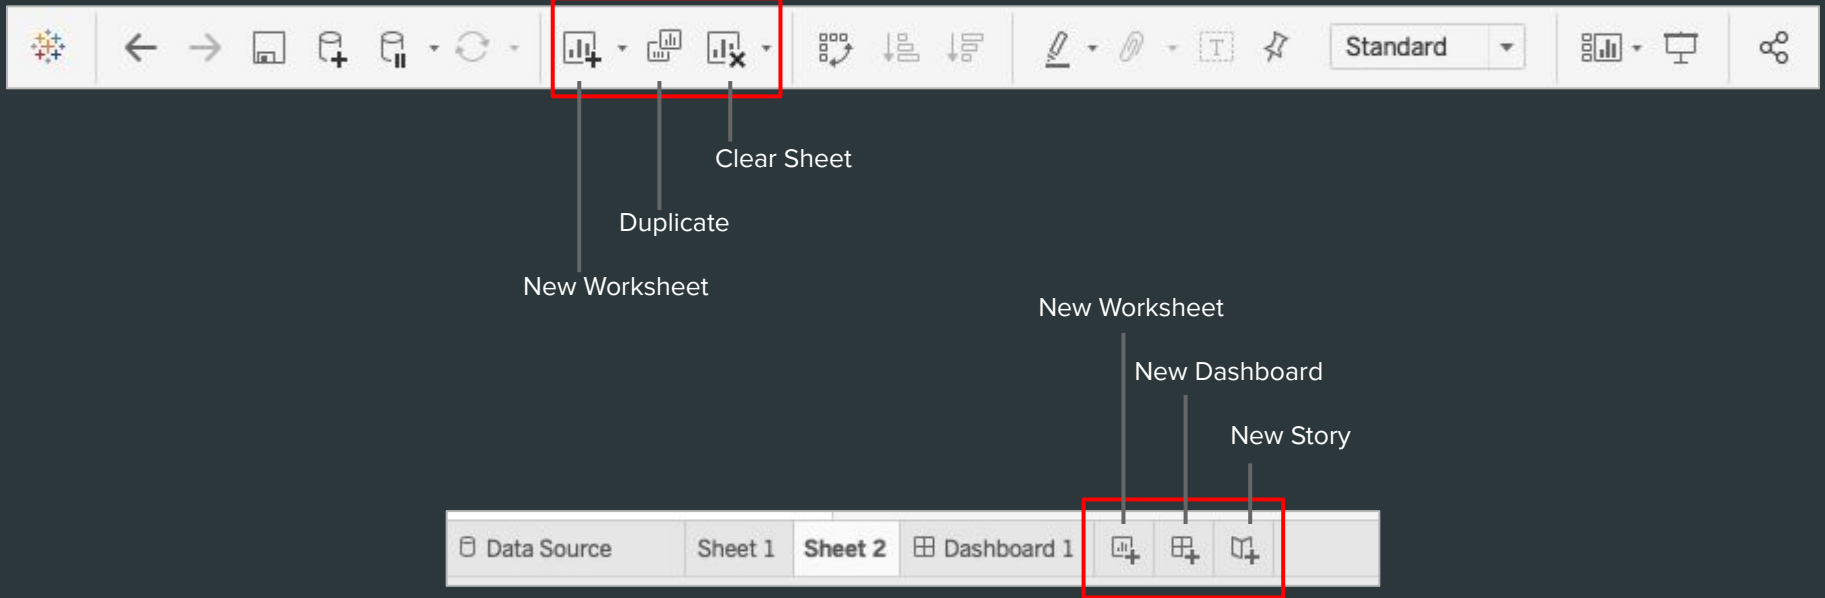 Standard
Clear Sheet
Duplicate
New Worksheet
New Worksheet
New Dashboard
New Story
Data Source Sheet 1 Sheet 2 Dashboard 1